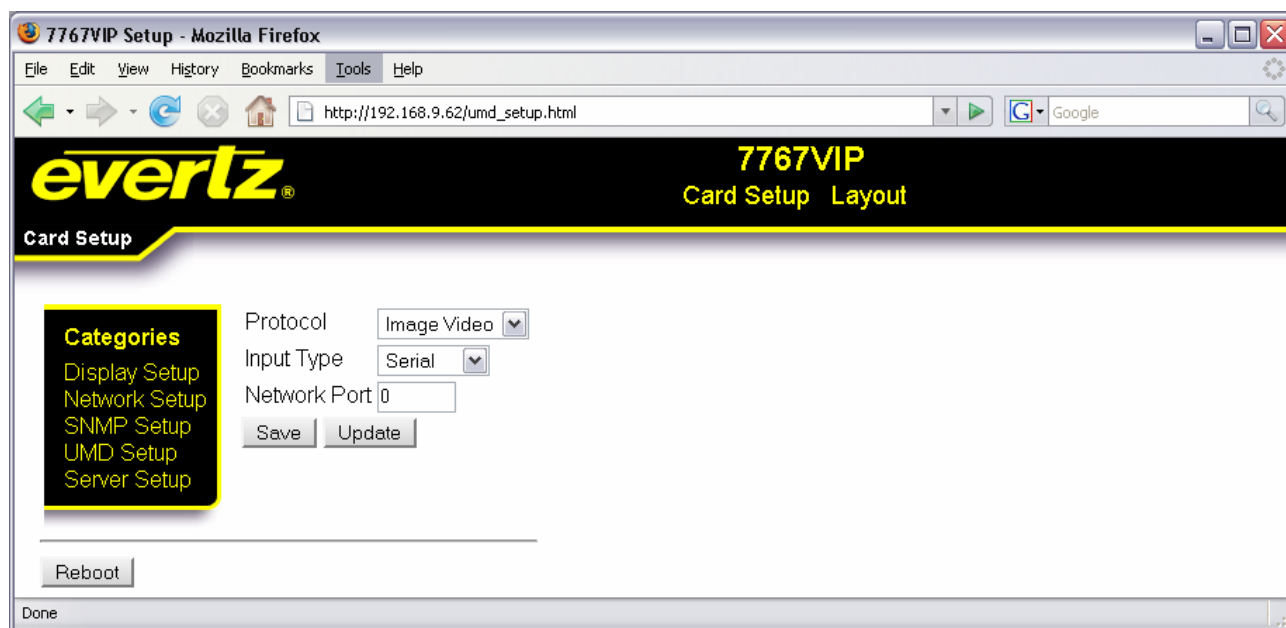 7767VIP Setup - Mozilla Firefox
File Edit View History Bookmarks Tools Help
http://192.168.9.62/umd_setup.html G Google
evertz®
7767VIP
Card Setup Layout
Card Setup
Categories
Display Setup
Network Setup
SNMP Setup
UMD Setup
Server Setup
Protocol Image Video
Input Type Serial
Network Port 0
Save Update
Reboot
Done